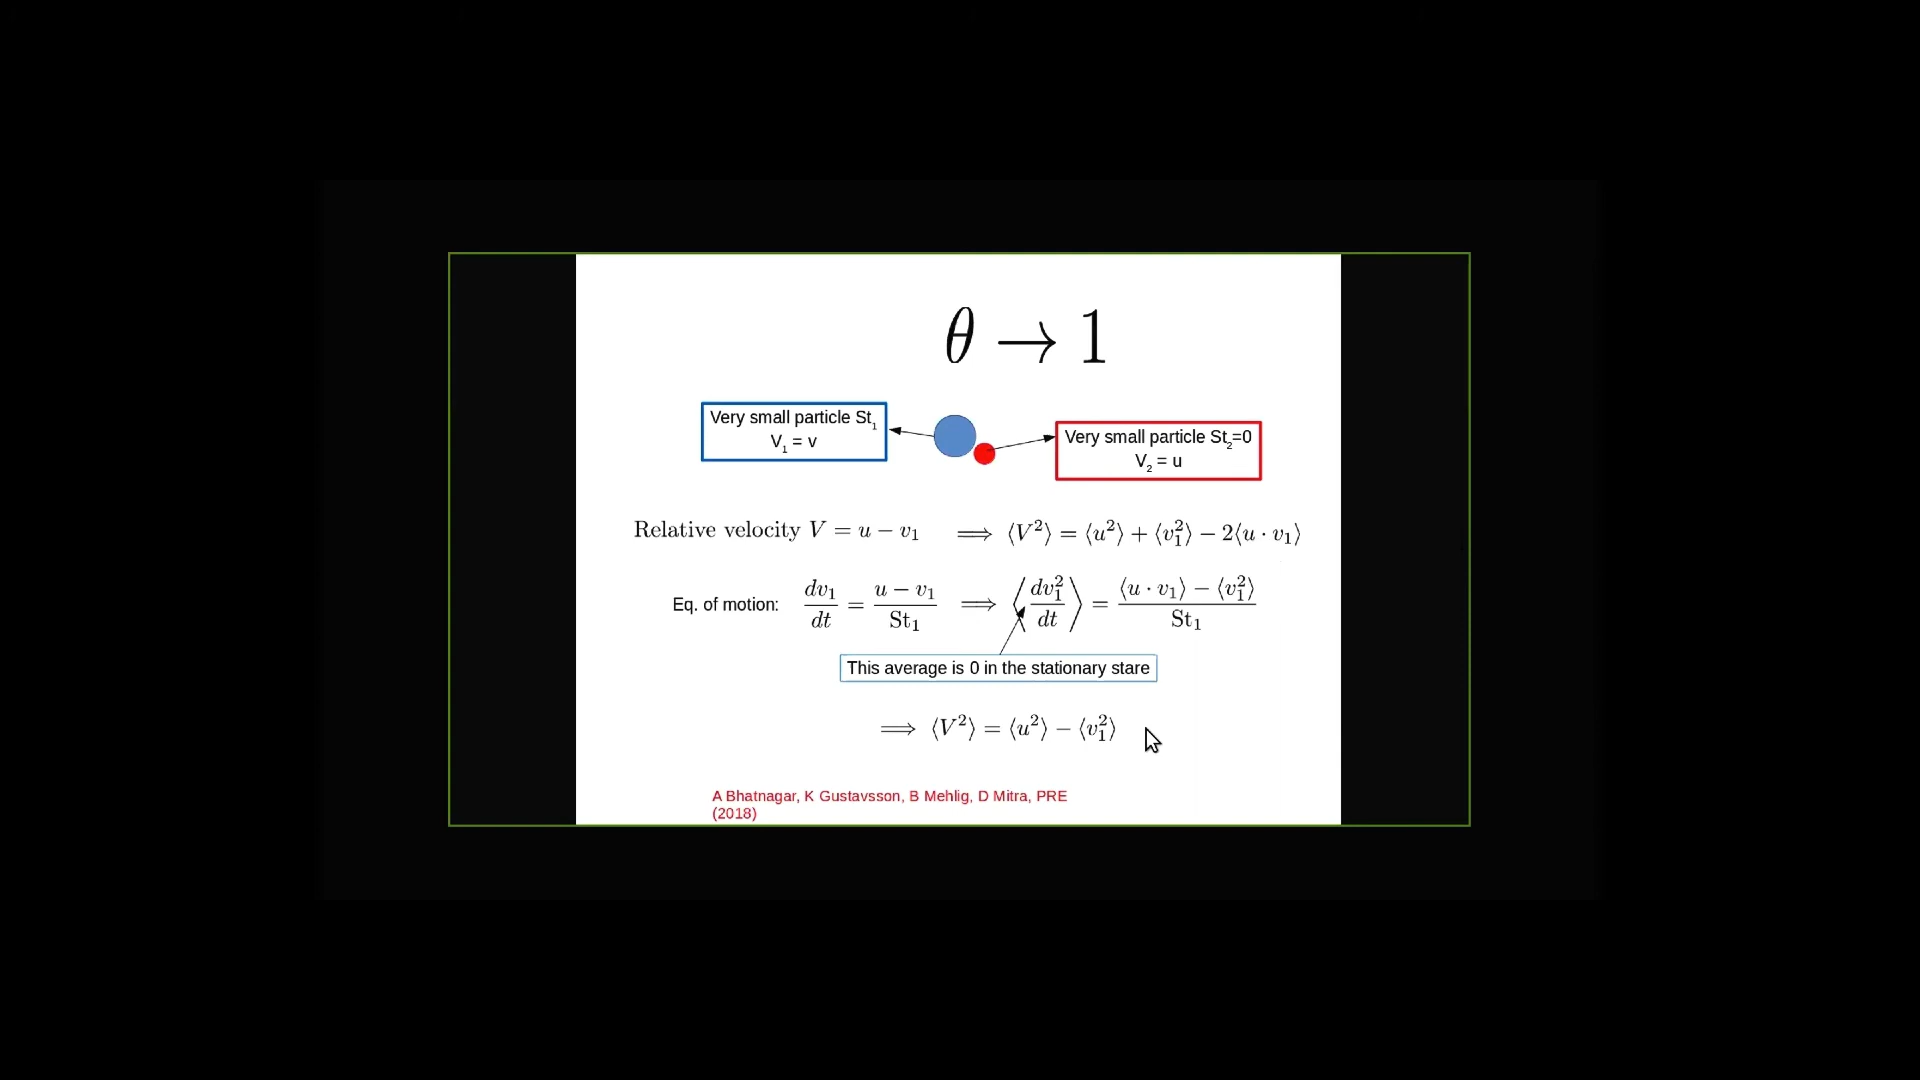 θ → 1
Very small particle St₁
V₁ = v
Very small particle St₂=0
V₂ = u
Relative velocity V = u − v₁ ⟹ ⟨V²⟩ = ⟨u²⟩ + ⟨v₁²⟩ − 2⟨u · v₁⟩
Eq. of motion: dv₁/dt = (u − v₁)/St₁ ⟹ ⟨dv₁²/dt⟩ = (⟨u · v₁⟩ − ⟨v₁²⟩)/St₁
This average is 0 in the stationary stare
⟹ ⟨V²⟩ = ⟨u²⟩ − ⟨v₁²⟩
A Bhatnagar, K Gustavsson, B Mehlig, D Mitra, PRE
(2018)